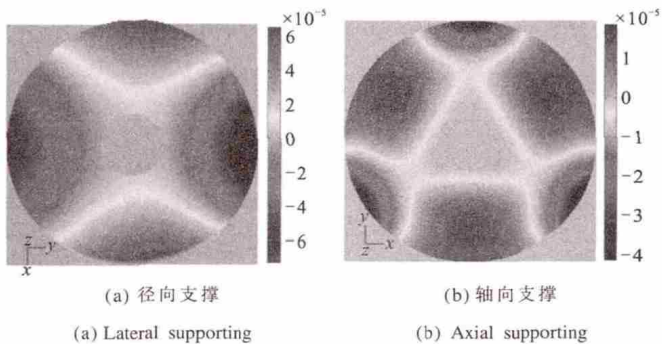 ×10⁻⁵
6
4
2
0
−2
−4
−6
z y
x
×10⁻⁵
1
0
−1
−2
−3
−4
y
z x
(a) 径向支撑
(b) 轴向支撑
(a) Lateral supporting
(b) Axial supporting